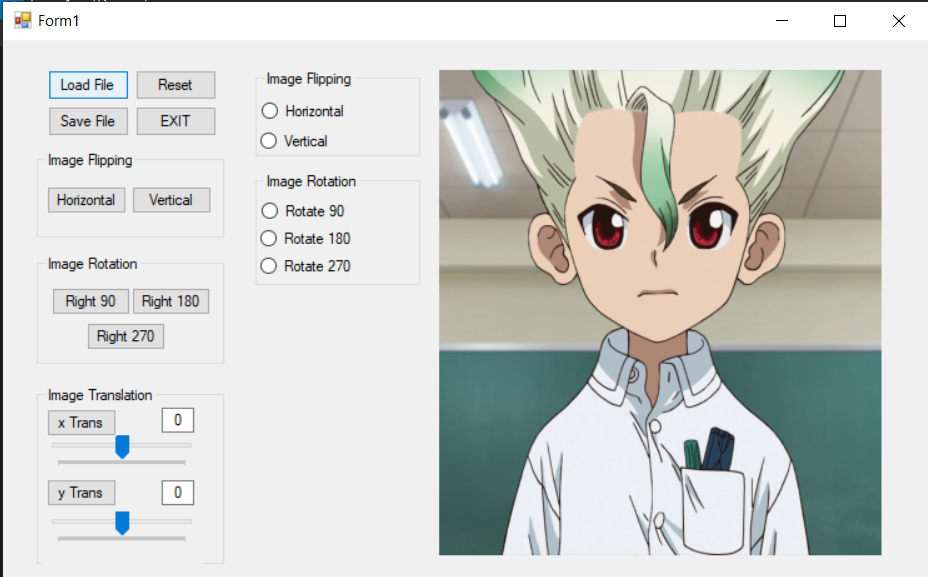 Form1
Load File
Reset
Save File
EXIT
Image Flipping
Horizontal
Vertical
Image Rotation
Right 90
Right 180
Right 270
Image Translation
x Trans
0
y Trans
0
Image Flipping
Horizontal
Vertical
Image Rotation
Rotate 90
Rotate 180
Rotate 270